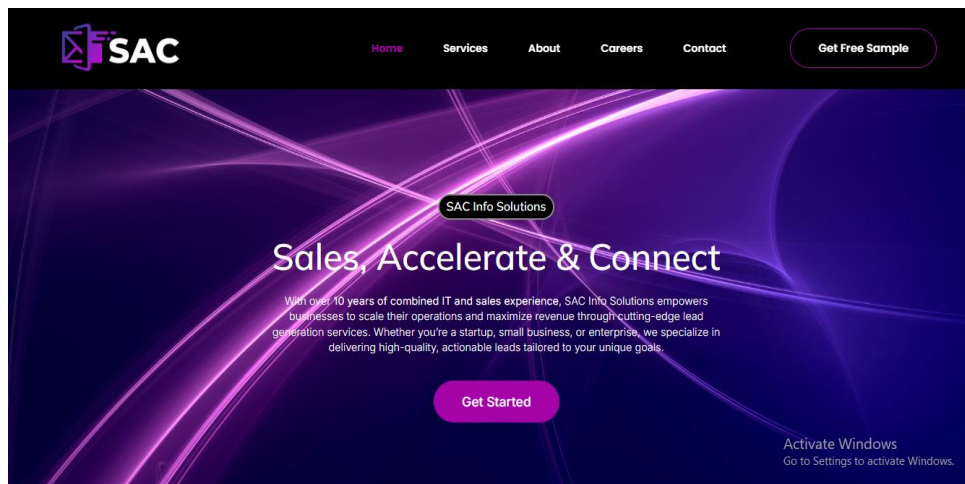 SAC
Home Services About Careers Contact Get Free Sample
SAC Info Solutions
Sales, Accelerate & Connect
With over 10 years of combined IT and sales experience, SAC Info Solutions empowers
businesses to scale their operations and maximize revenue through cutting-edge lead
generation services. Whether you’re a startup, small business, or enterprise, we specialize in
delivering high-quality, actionable leads tailored to your unique goals.
Get Started
Activate Windows
Go to Settings to activate Windows.